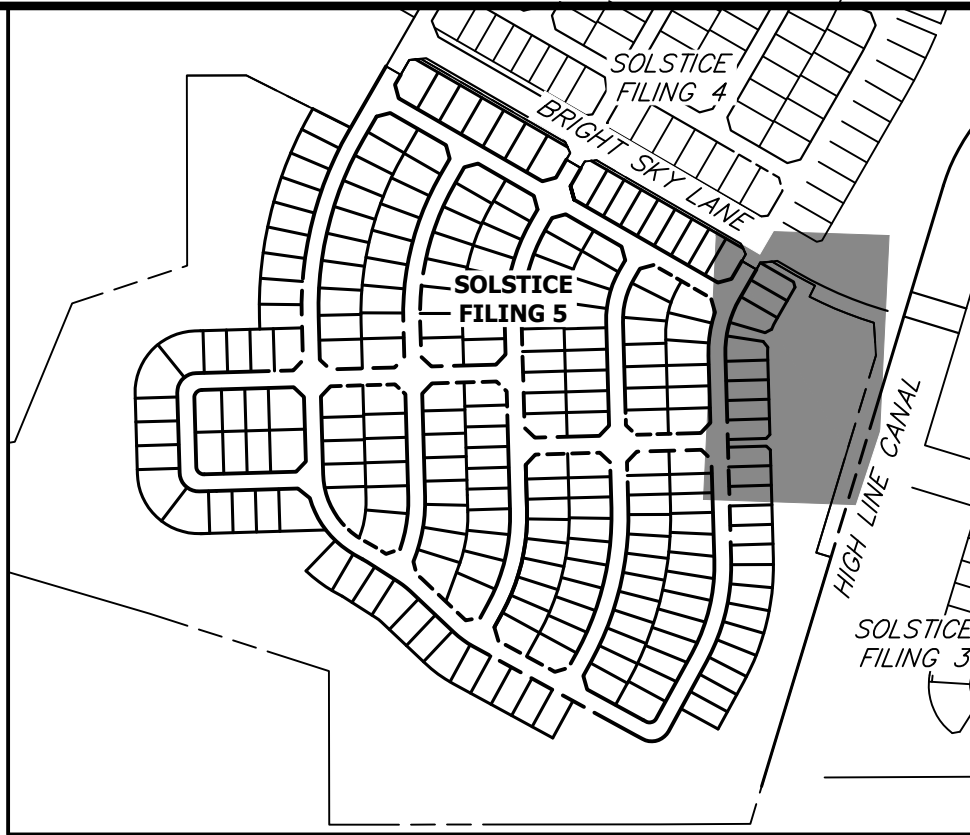 SOLSTICE
FILING 4
BRIGHT SKY LANE
SOLSTICE
FILING 5
HIGH LINE CANAL
SOLSTICE
FILING 3